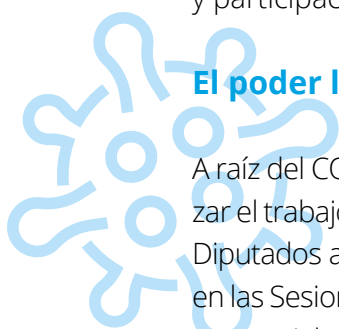 y participac
El poder l
A raíz del CO
zar el trabajo
Diputados a
en las Sesion